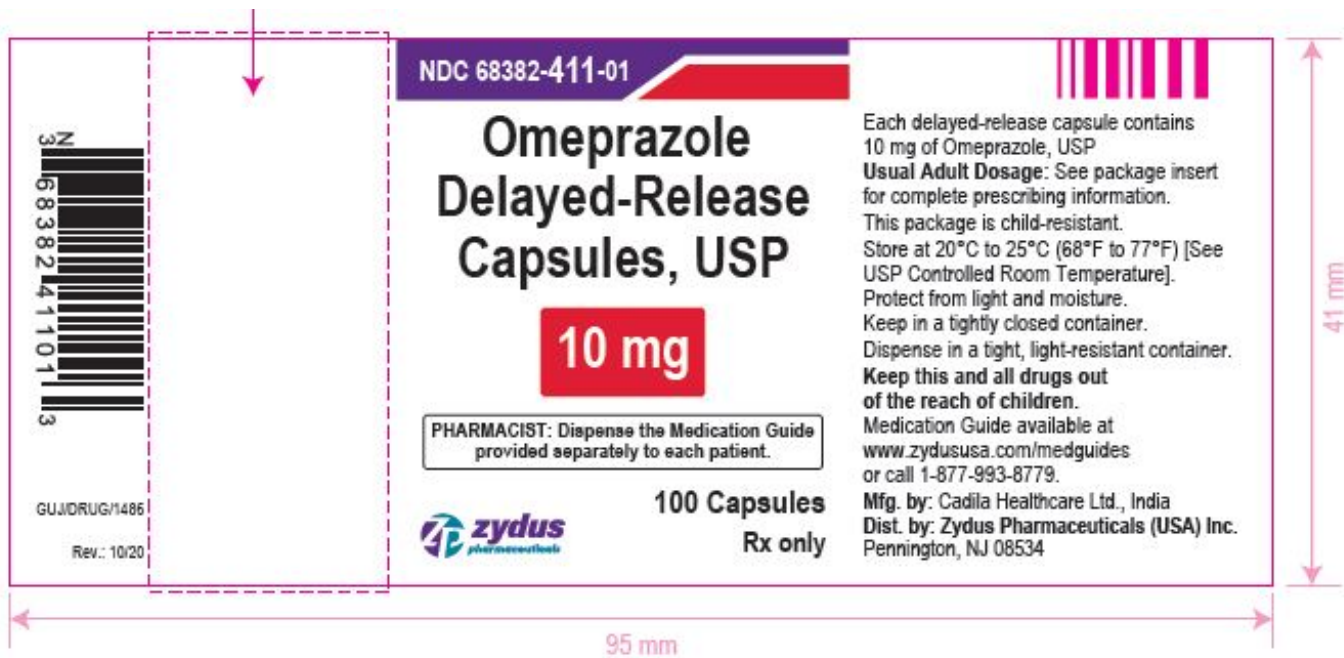 NDC 68382-411-01
Omeprazole
Delayed-Release
Capsules, USP
10 mg
PHARMACIST: Dispense the Medication Guide
provided separately to each patient.
zydus
pharmaceuticals
100 Capsules
Rx only
Each delayed-release capsule contains
10 mg of Omeprazole, USP
Usual Adult Dosage: See package insert
for complete prescribing information.
This package is child-resistant.
Store at 20°C to 25°C (68°F to 77°F) [See
USP Controlled Room Temperature].
Protect from light and moisture.
Keep in a tightly closed container.
Dispense in a tight, light-resistant container.
Keep this and all drugs out
of the reach of children.
Medication Guide available at
www.zydususa.com/medguides
or call 1-877-993-8779.
Mfg. by: Cadila Healthcare Ltd., India
Dist. by: Zydus Pharmaceuticals (USA) Inc.
Pennington, NJ 08534
N
3 68382 41101 3
GUJ/DRUG/1486
Rev.: 10/20
41 mm
95 mm